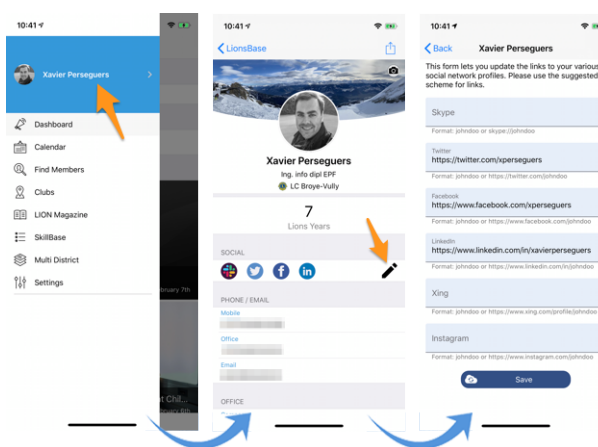 10:41
Xavier Perseguers
Dashboard
Calendar
Find Members
Clubs
LION Magazine
SkillBase
Multi District
Settings
bruary 7th
t Chil...
bruary 6th
10:41
LionsBase
Xavier Perseguers
Ing. info dipl EPF
LC Broye-Vully
7
Lions Years
SOCIAL
in
PHONE / EMAIL
Mobile
Office
Email
OFFICE
10:41
Back
Xavier Perseguers
This form lets you update the links to your various
social network profiles. Please use the suggested
scheme for links.
Skype
Format: johndoo or skype://johndoo
Twitter
https://twitter.com/xperseguers
Format: johndoo or https://twitter.com/johndoo
Facebook
https://www.facebook.com/xperseguers
Format: johndoo or https://www.facebook.com/johndoo
Linkedin
https://www.linkedin.com/in/xavierperseguers
Format: johndoo or https://www.linkedin.com/in/johndoo
Xing
Format: johndoo or https://www.xing.com/profile/johndoo
Instagram
Format: johndoo or https://www.instagram.com/johndoo
Save